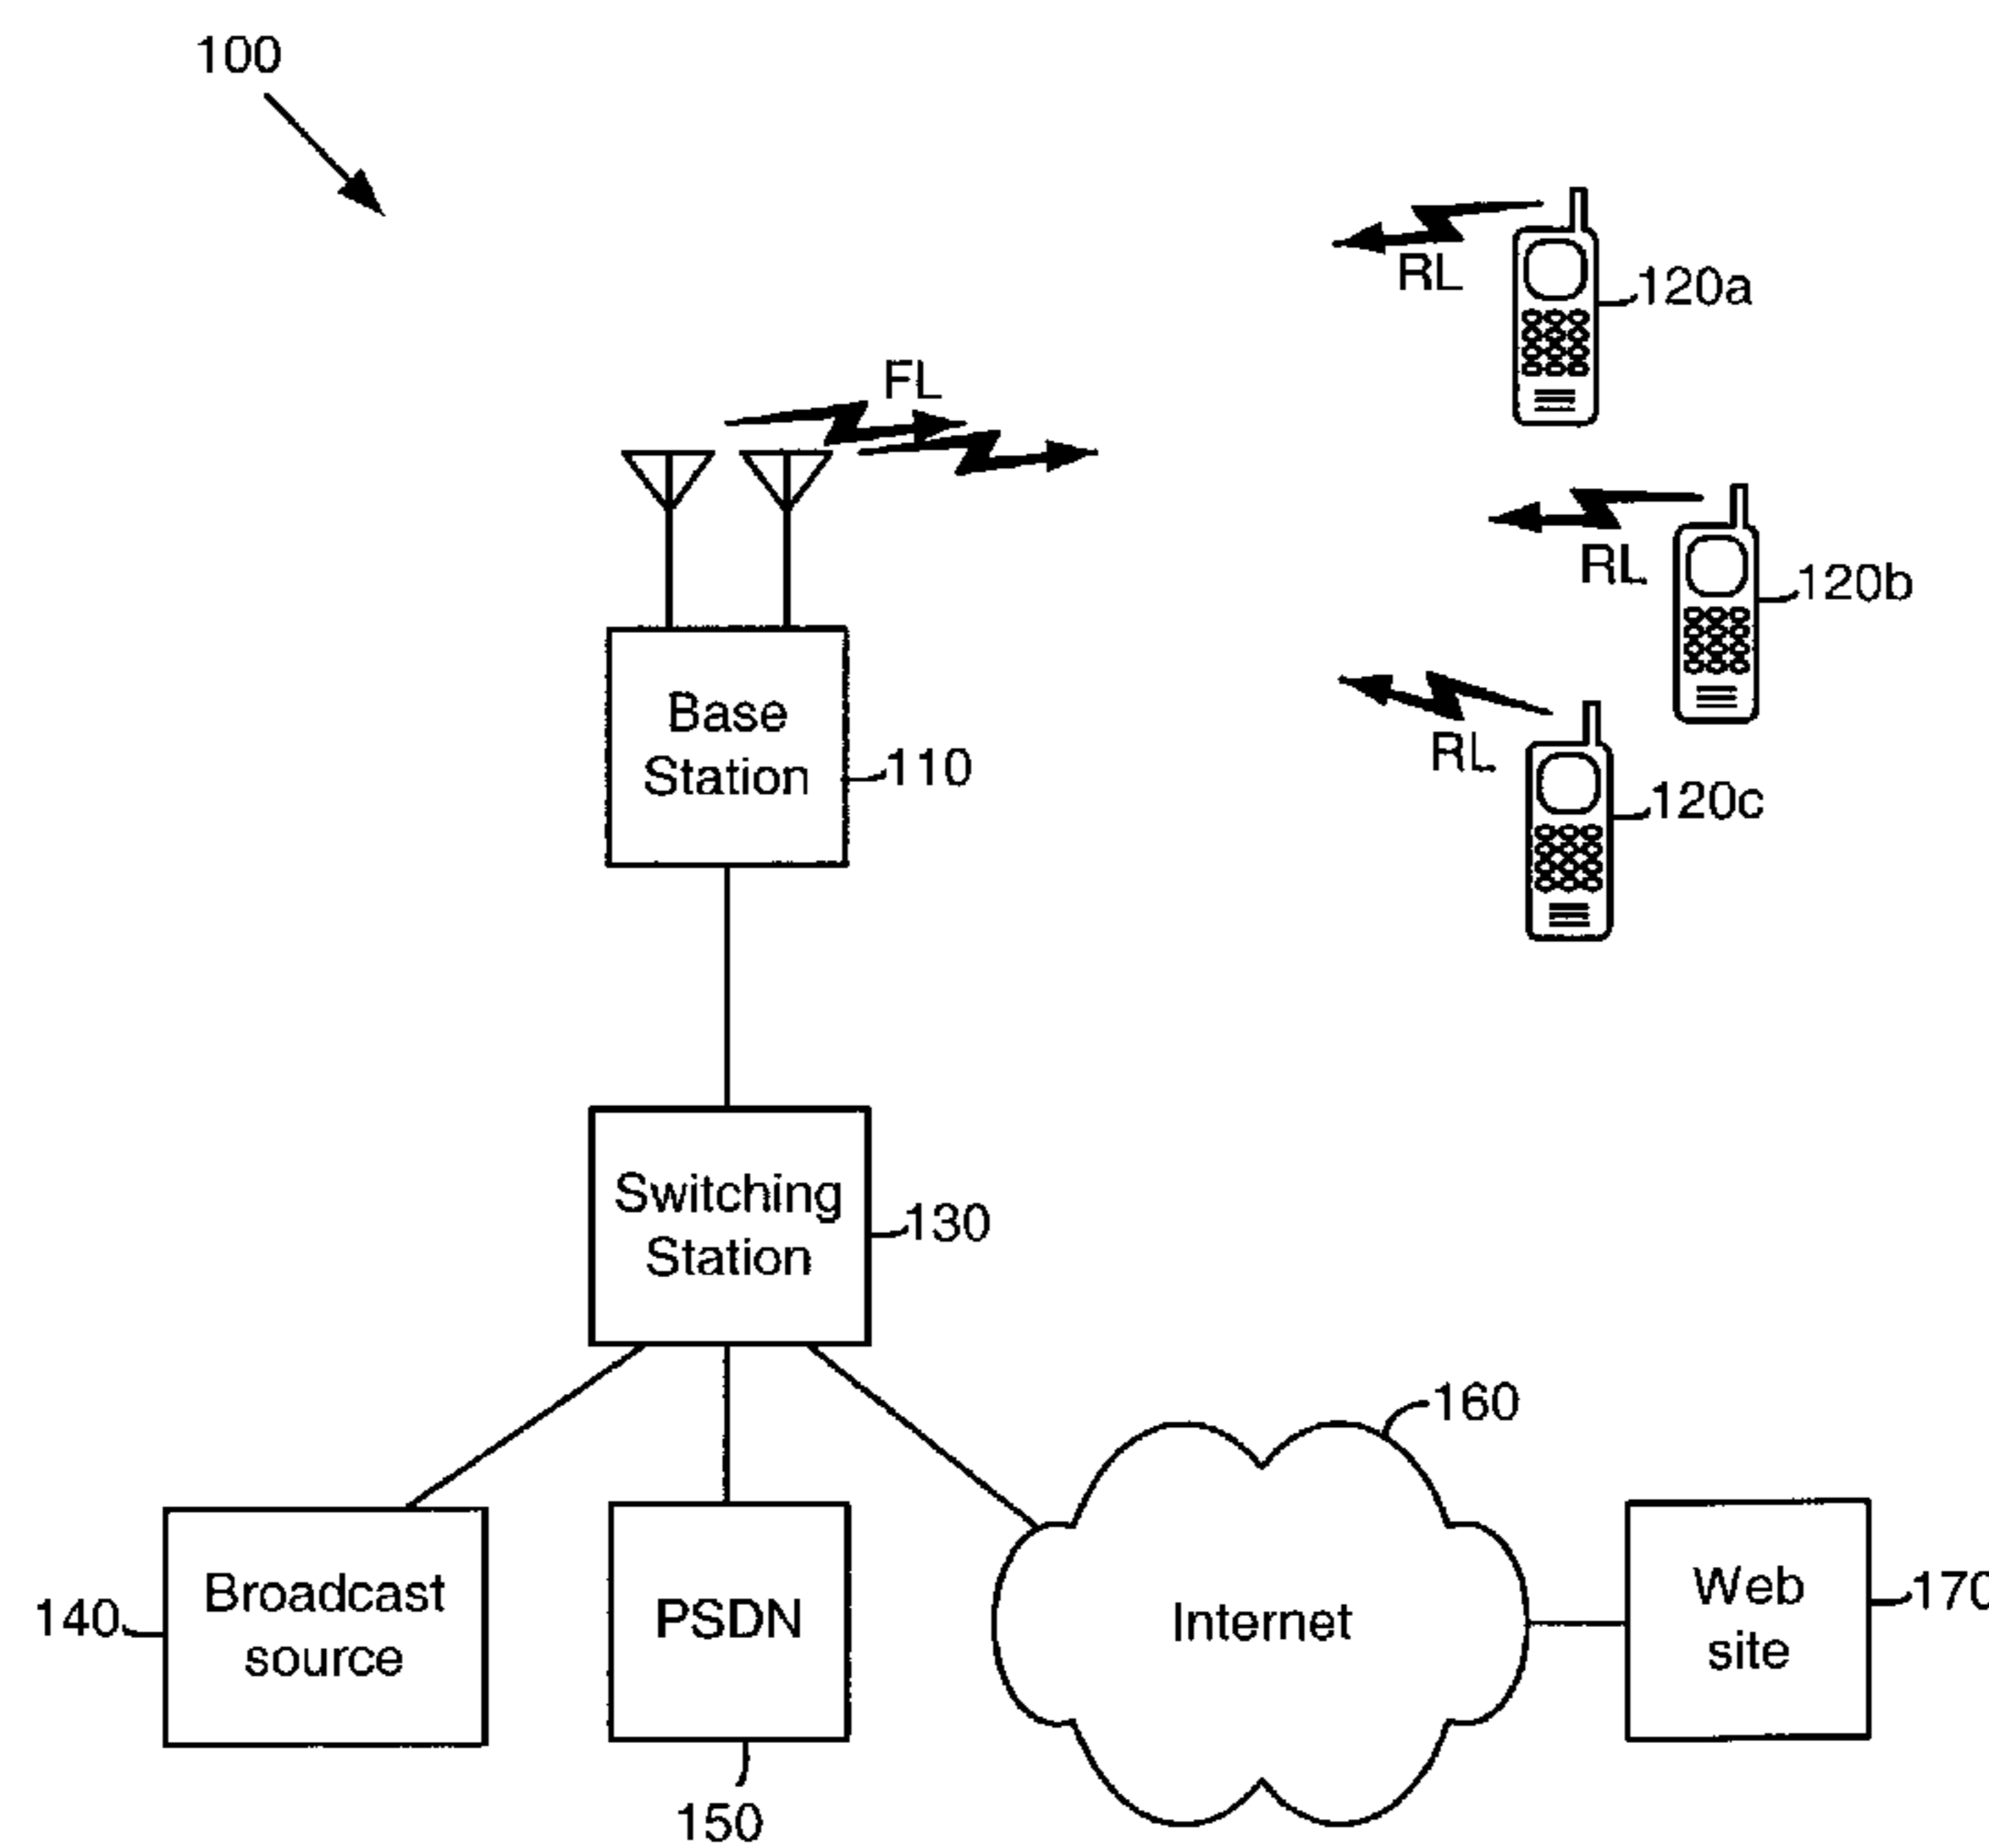 100
RL
120a
FL
RL
120b
Base
Station
110
RL
120c
Switching
Station
130
160
Broadcast
source
140
PSDN
150
Internet
Web
site
170